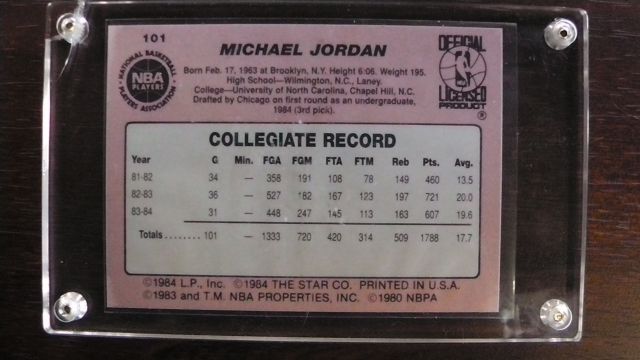 101
MICHAEL JORDAN
OFFICIAL
LICENSED
PRODUCT
®
NATIONAL BASKETBALL
NBA
PLAYERS
PLAYERS ASSOCIATION
Born Feb. 17, 1963 at Brooklyn, N.Y. Height 6:06. Weight 195.
High School—Wilmington, N.C., Laney.
College—University of North Carolina, Chapel Hill, N.C.
Drafted by Chicago on first round as an undergraduate,
1984 (3rd pick).
COLLEGIATE RECORD
Year G Min. FGA FGM FTA FTM Reb Pts. Avg.
81-82 34 — 358 191 108 78 149 460 13.5
82-83 36 — 527 182 167 123 197 721 20.0
83-84 31 — 448 247 145 113 163 607 19.6
Totals ........ 101 — 1333 720 420 314 509 1788 17.7
©1984 L.P., Inc. ©1984 THE STAR CO. PRINTED IN U.S.A.
©1983 and T.M. NBA PROPERTIES, INC. ©1980 NBPA